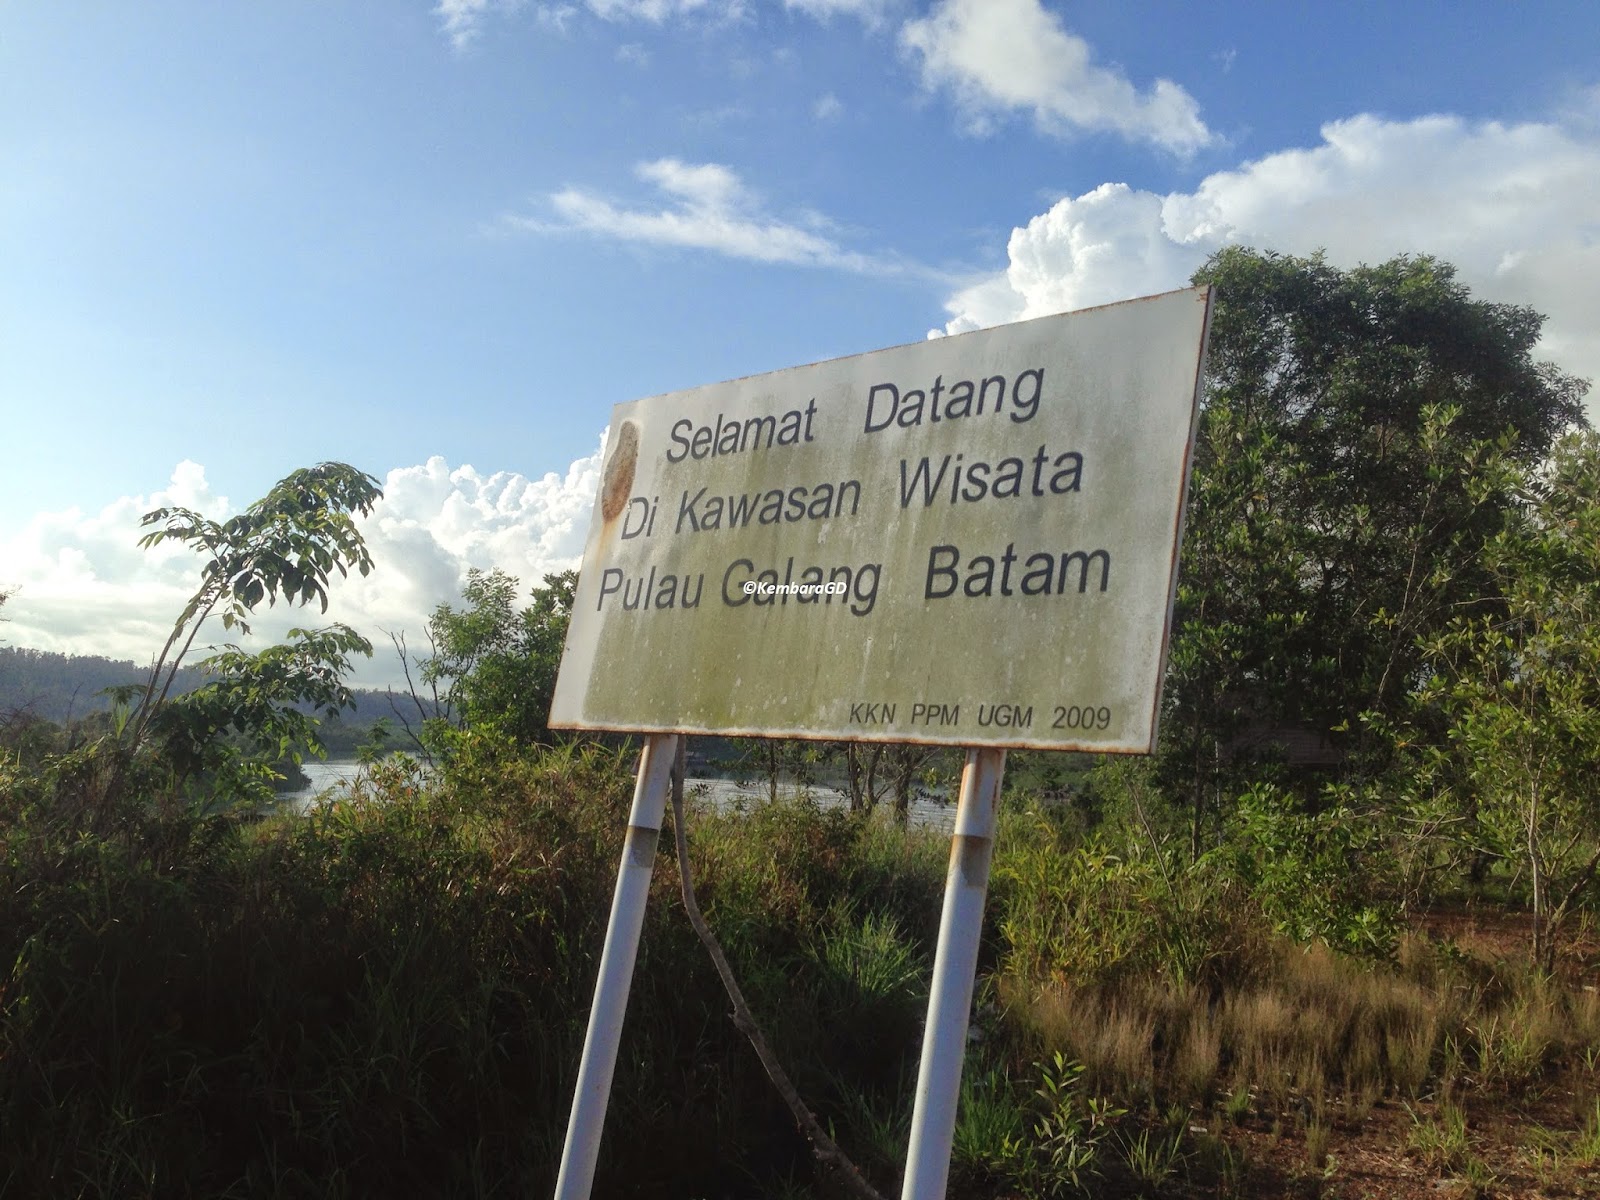 Selamat Datang
Di Kawasan Wisata
Pulau Galang Batam
©KembaraGD
KKN PPM UGM 2009